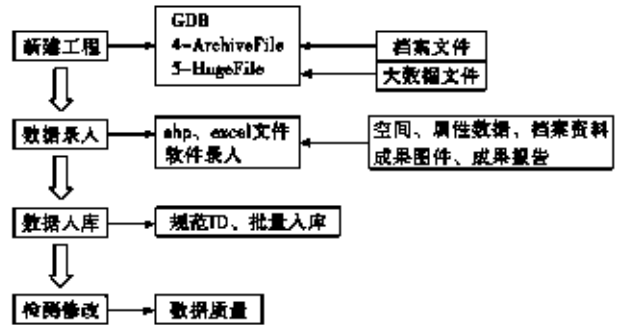 新建工程
GDB
4-ArchiveFile
5-HugeFile
档案文件
大数据文件
数据录入
shp、excel文件
软件录入
空间、属性数据、档案资料
成果图件、成果报告
数据入库
规范ID、批量入库
检测修改
数据质量